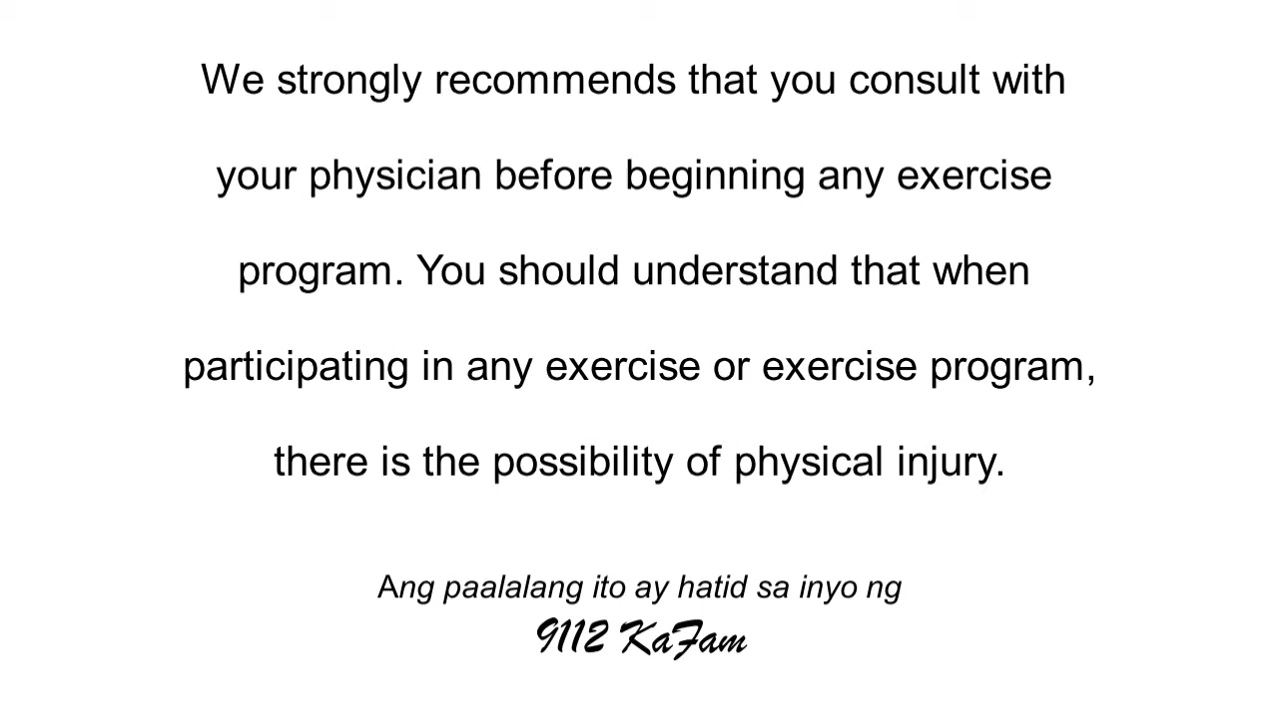 We strongly recommends that you consult with
your physician before beginning any exercise
program. You should understand that when
participating in any exercise or exercise program,
there is the possibility of physical injury.
Ang paalalang ito ay hatid sa inyo ng
9112 KaFam